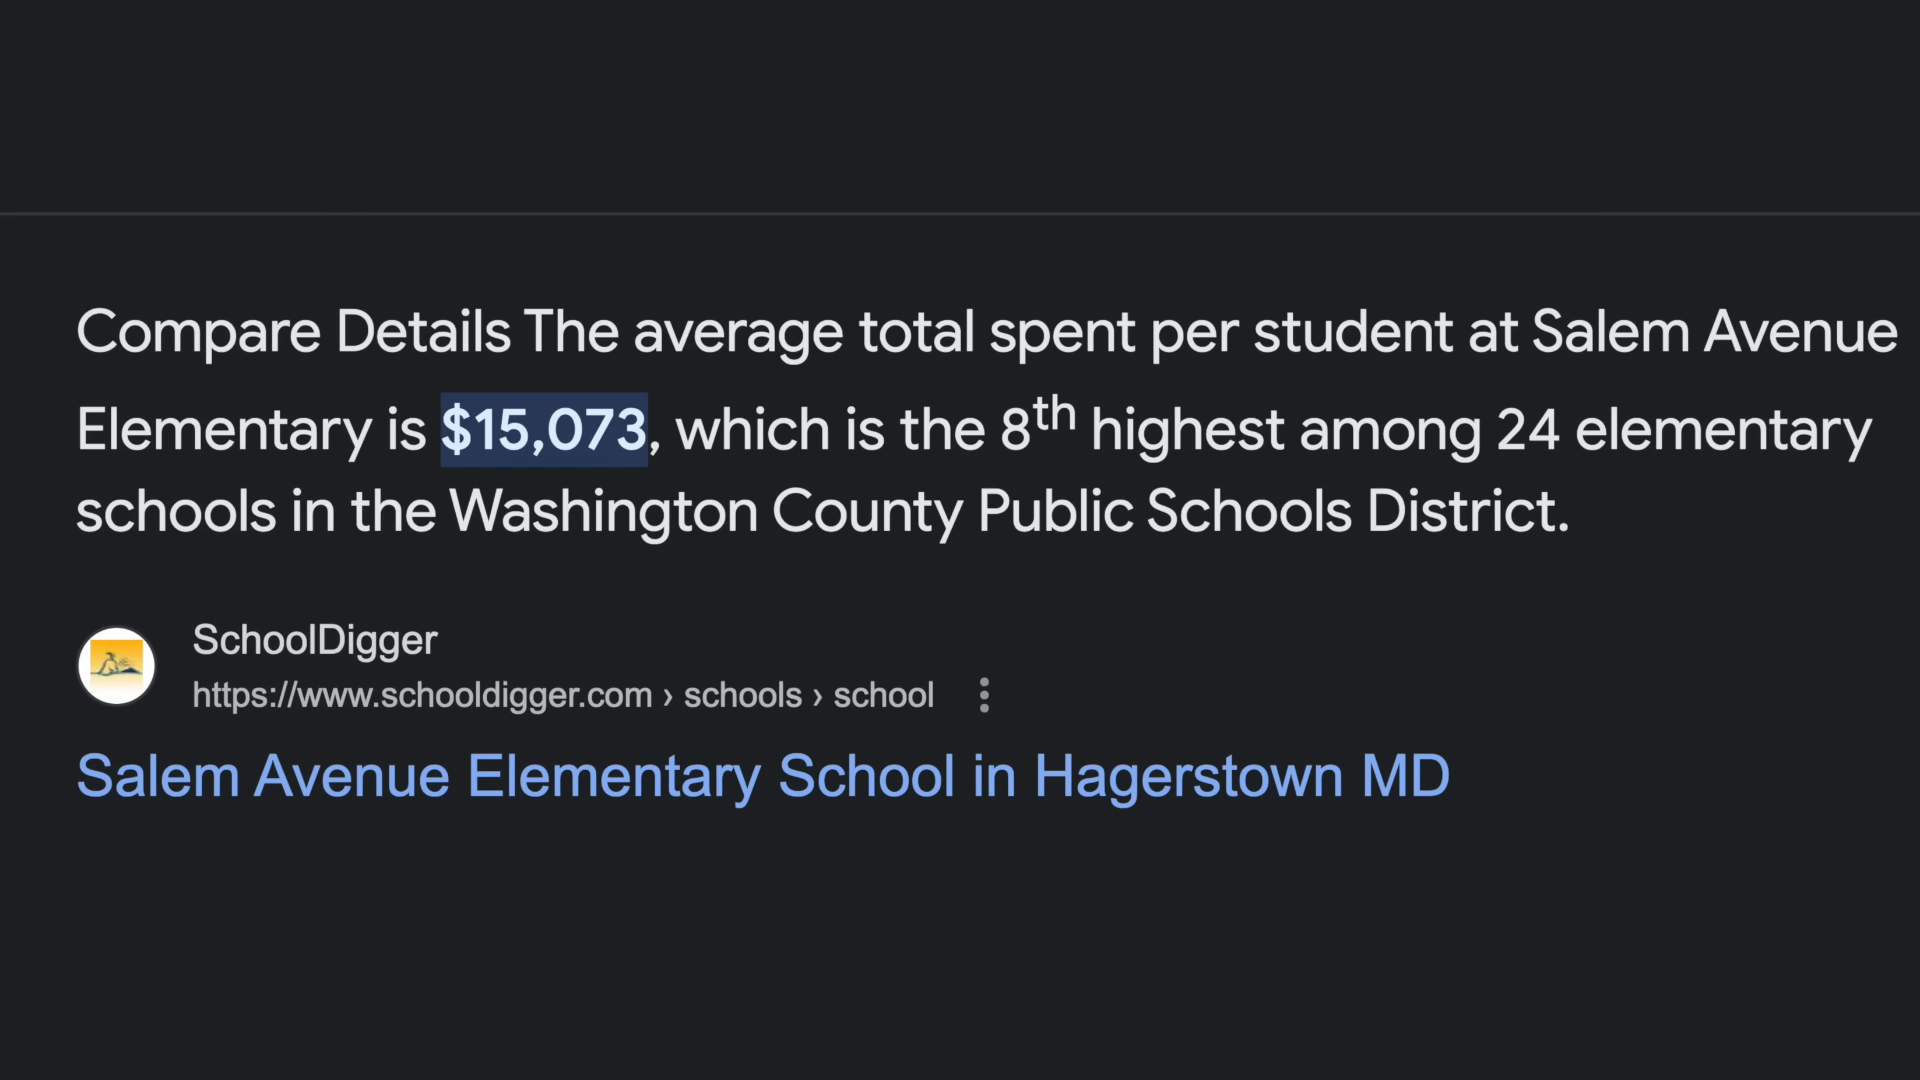 Compare Details The average total spent per student at Salem Avenue
Elementary is $15,073, which is the 8th highest among 24 elementary
schools in the Washington County Public Schools District.
SchoolDigger
https://www.schooldigger.com › schools › school
Salem Avenue Elementary School in Hagerstown MD